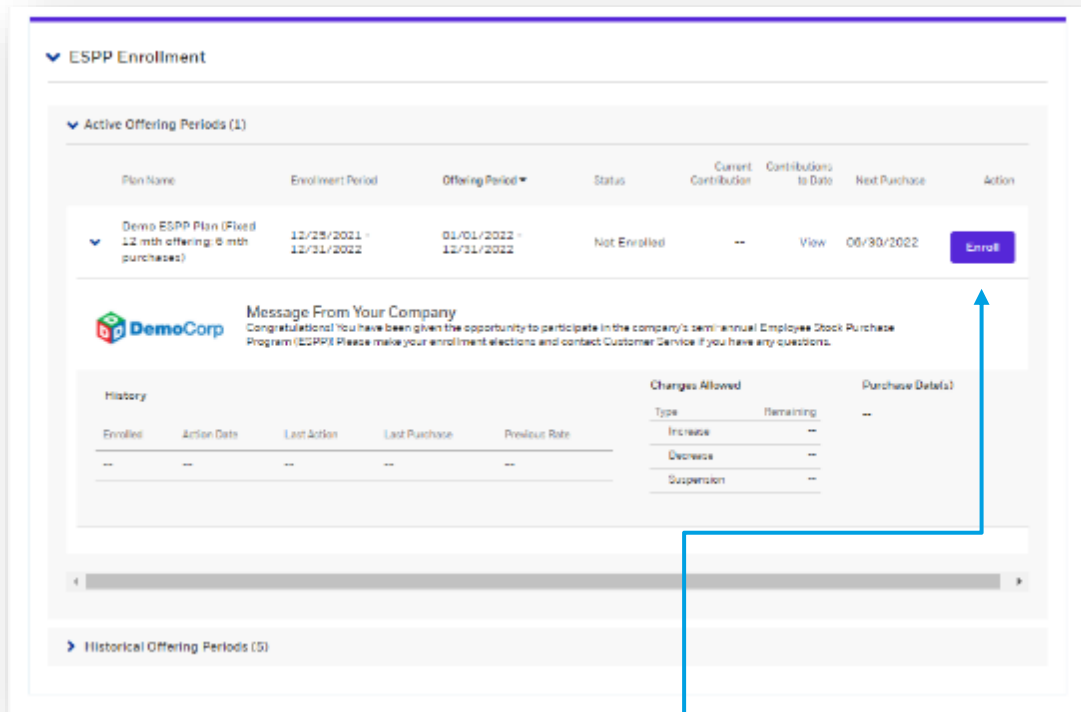 ESPP Enrollment
Active Offering Periods (1)
Plan Name Enrollment Period Offering Period Status Current Contribution Contributions to Date Next Purchase Action
Demo ESPP Plan (Fixed
12 mth offering; 6 mth
purchases)
12/25/2021 -
12/31/2022
01/01/2022 -
12/31/2022
Not Enrolled -- View 06/30/2022 Enroll
DemoCorp
Message From Your Company
Congratulations! You have been given the opportunity to participate in the company's semi-annual Employee Stock Purchase
Program (ESPP)! Please make your enrollment elections and contact Customer Service if you have any questions.
History
Enrolled Action Date Last Action Last Purchase Previous Rate
-- -- -- -- --
Changes Allowed
Type Remaining
Increase --
Decrease --
Suspension --
Purchase Date(s)
--
Historical Offering Periods (5)